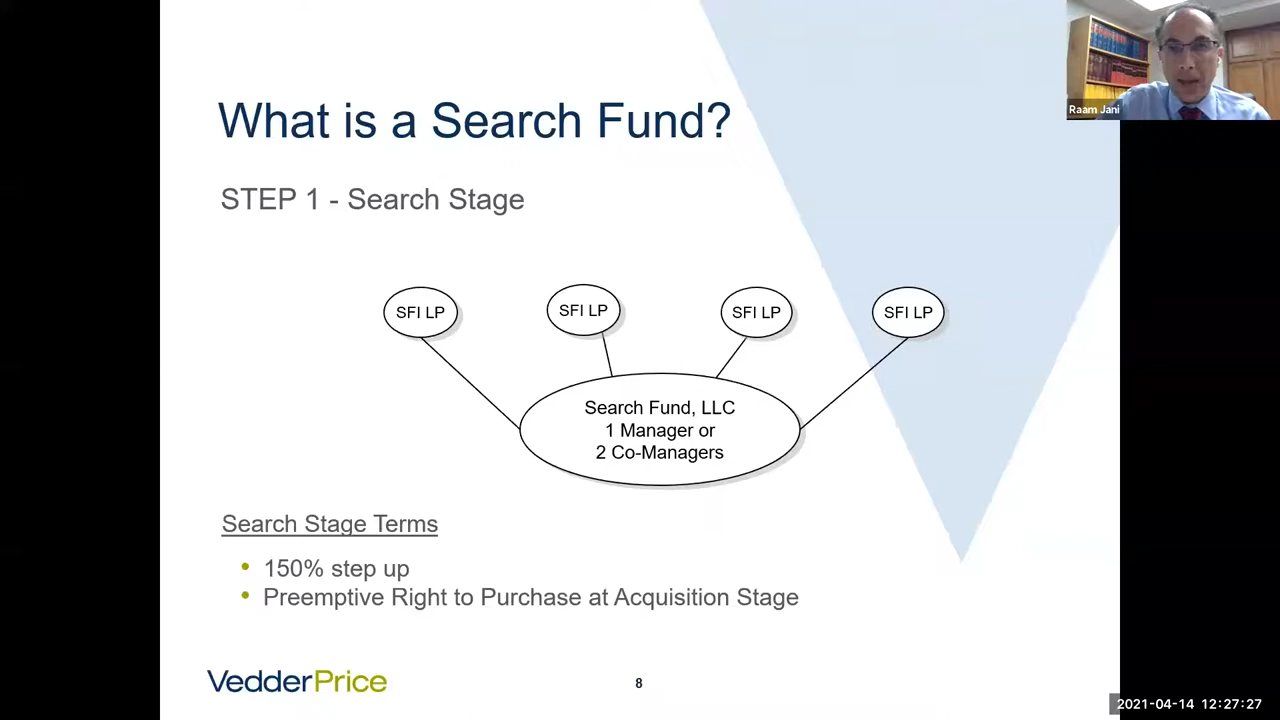 Raam Jani
What is a Search Fund?
STEP 1 - Search Stage
SFI LP
SFI LP
SFI LP
SFI LP
Search Fund, LLC
1 Manager or
2 Co-Managers
Search Stage Terms
• 150% step up
• Preemptive Right to Purchase at Acquisition Stage
VedderPrice
8
2021-04-14 12:27:27